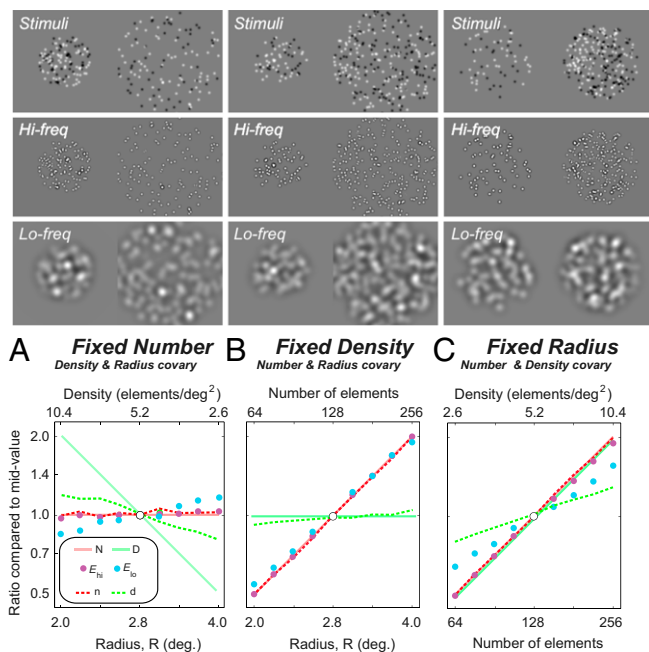 Stimuli
Stimuli
Stimuli
Hi-freq
Hi-freq
Hi-freq
Lo-freq
Lo-freq
Lo-freq
A Fixed Number
Density & Radius covary
Density (elements/deg2)
10.4 5.2 2.6
Ratio compared to mid-value
2.0
1.4
1.0
0.7
0.5
N D
Ehi Elo
n d
2.0 2.8 4.0
Radius, R (deg.)
B Fixed Density
Number & Radius covary
Number of elements
64 128 256
2.0 2.8 4.0
Radius, R (deg.)
C Fixed Radius
Number & Density covary
Density (elements/deg2)
2.6 5.2 10.4
64 128 256
Number of elements